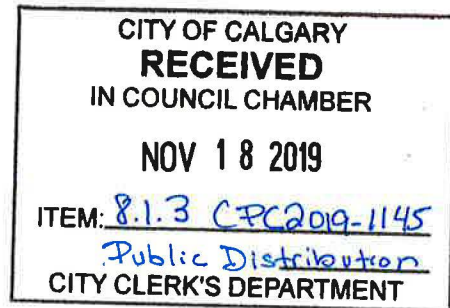 CITY OF CALGARY
RECEIVED
IN COUNCIL CHAMBER
NOV 18 2019
ITEM: 8.1.3 CPC2019-1145
Public Distribution
CITY CLERK'S DEPARTMENT